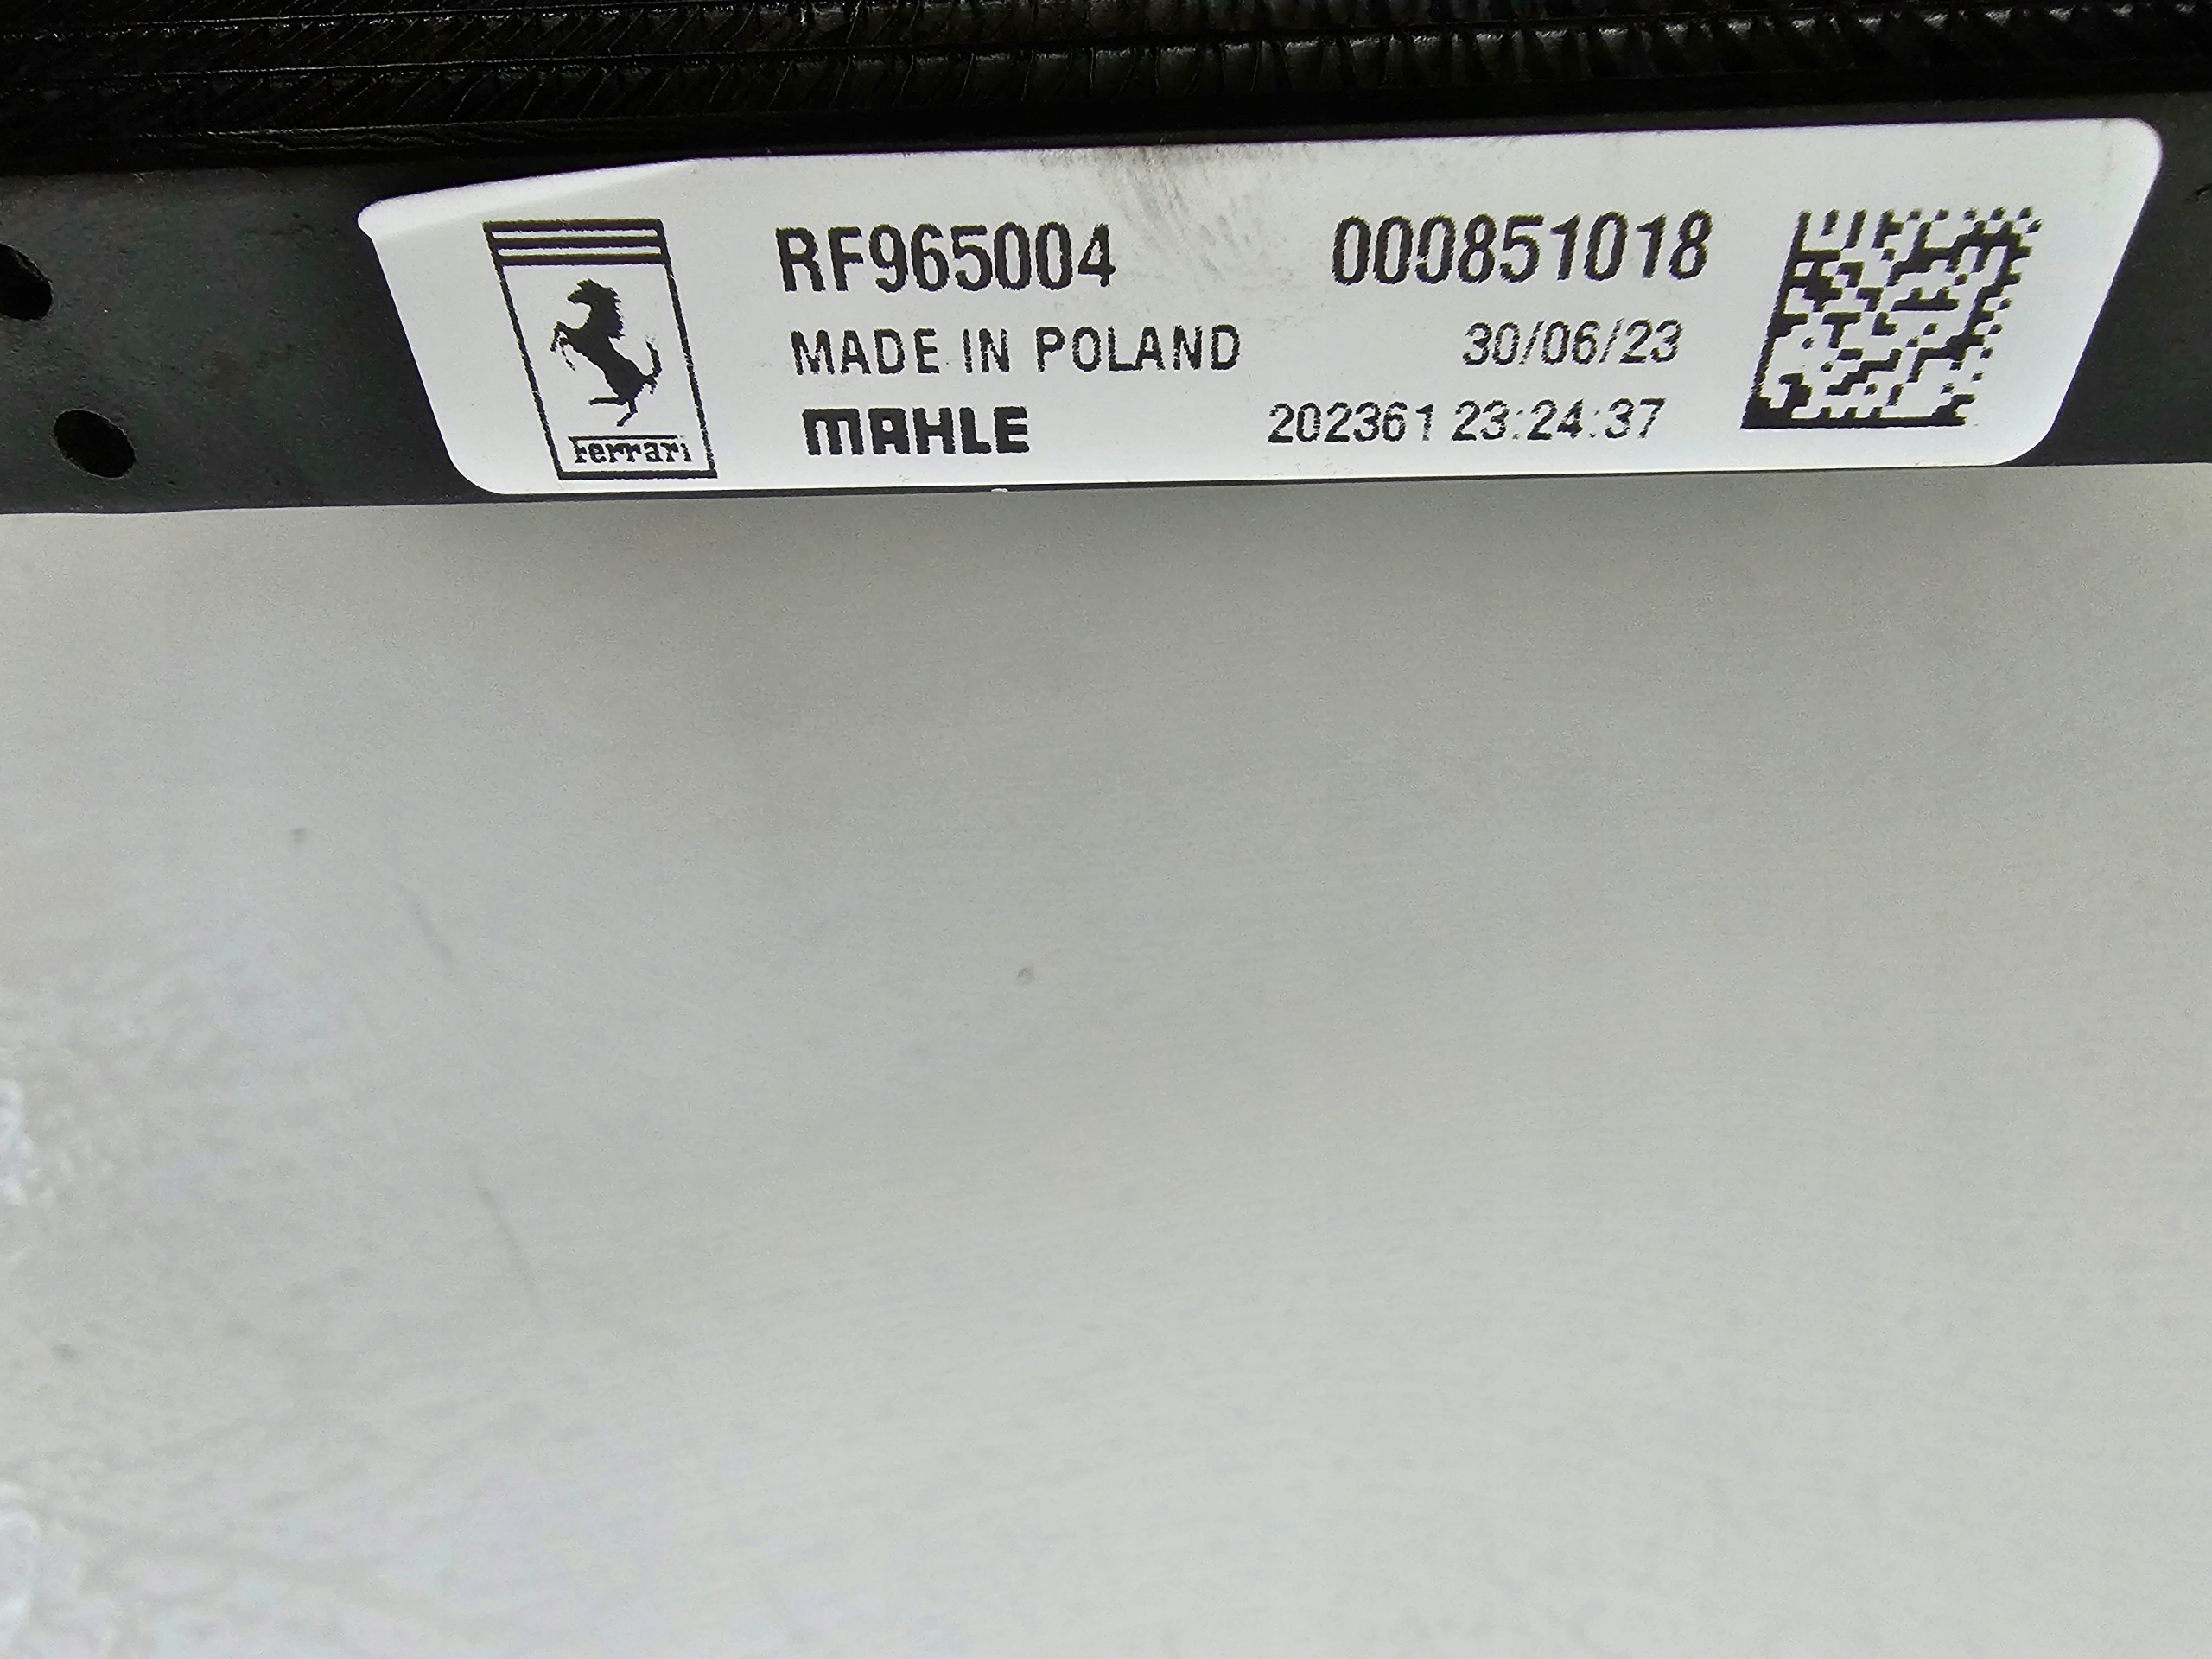 RF965004 000851018
MADE IN POLAND 30/06/23
MAHLE 202361 23:24:37
Ferrari